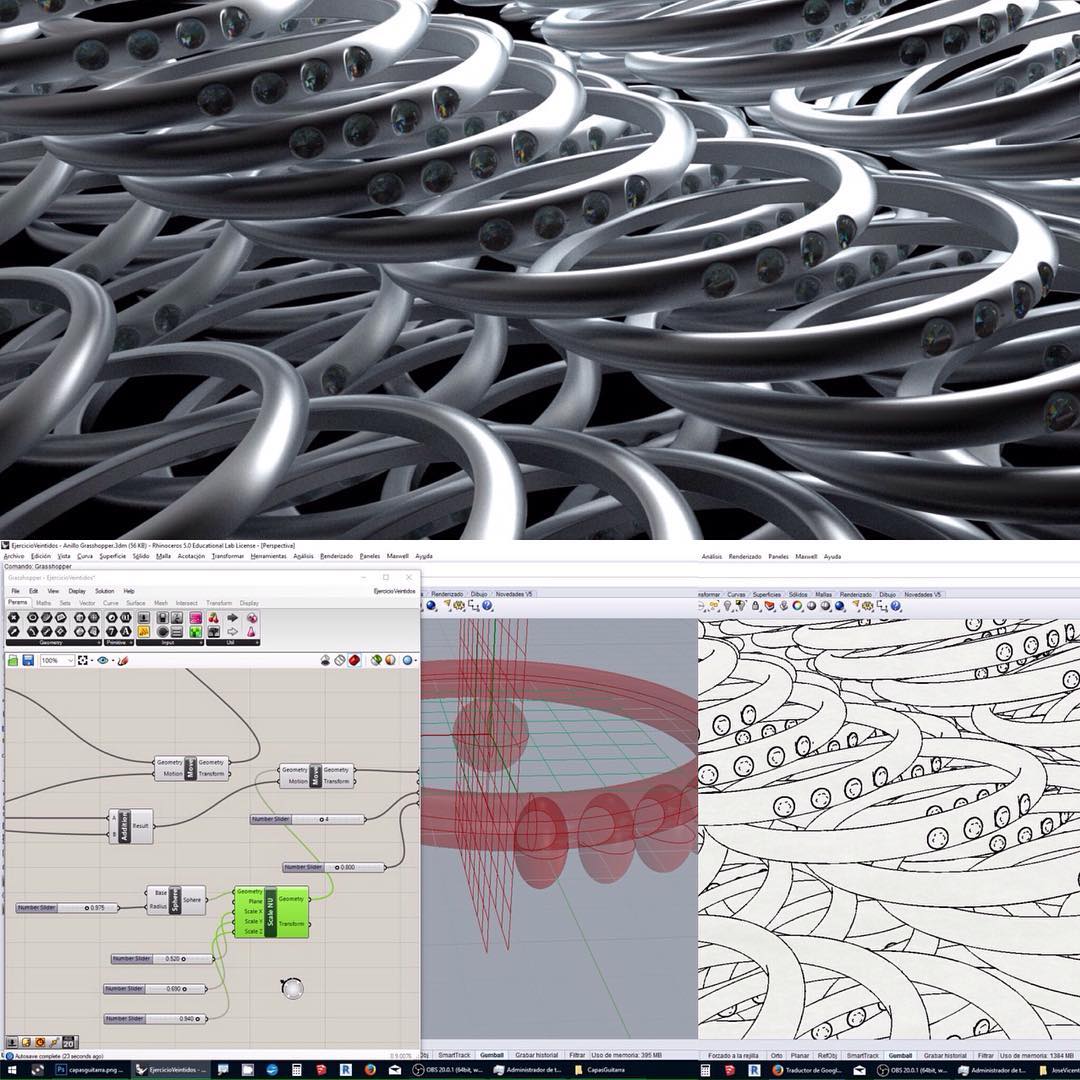 EjercicioVeintidos - Anillo Grasshopper.3dm (56 KB) - Rhinoceros 5.0 Educational Lab License - [Perspectiva]
Archivo Edición Vista Curva Superficie Sólido Malla Acotación Transformar Herramientas Análisis Renderizado Paneles Maxwell Ayuda
Análisis Renderizado Paneles Maxwell Ayuda
Comando: Grasshopper
Grasshopper - EjercicioVeintidos*
File Edit View Display Solution Help
EjercicioVeintidos
Renderizado Dibujo Novedades V5
Curvas Superficies Sólidos Mallas Renderizado Dibujo Novedades V5
Params Maths Sets Vector Curve Surface Mesh Intersect Transform Display
Geometry Primitive Input Util
100%
Geometry Motion Move Geometry Transform
Geometry Motion Move Geometry Transform
A B Addition Result
Number Slider 4
Number Slider 0.800
Base Radius Sphere Sphere
Number Slider 0.975
Geometry Plane Scale X Scale Y Scale Z Scale NU Geometry Transform
Number Slider 0.520
Number Slider 0.690
Number Slider 0.940
Autosave complete (23 seconds ago)
0.9.0076
SmartTrack Gumball Grabar historial Filtrar Uso de memoria: 395 MB
Forzado a la rejilla Orto Planar RefObj SmartTrack Gumball Grabar historial Filtrar Uso de memoria: 1384 MB
capasguitarra.png ...
EjercicioVeintidos - ...
OBS 20.0.1 (64bit, w...
Administrador de t...
CapasGuitarra
Traductor de Googl...
OBS 20.0.1 (64bit, w...
Administrador de t...